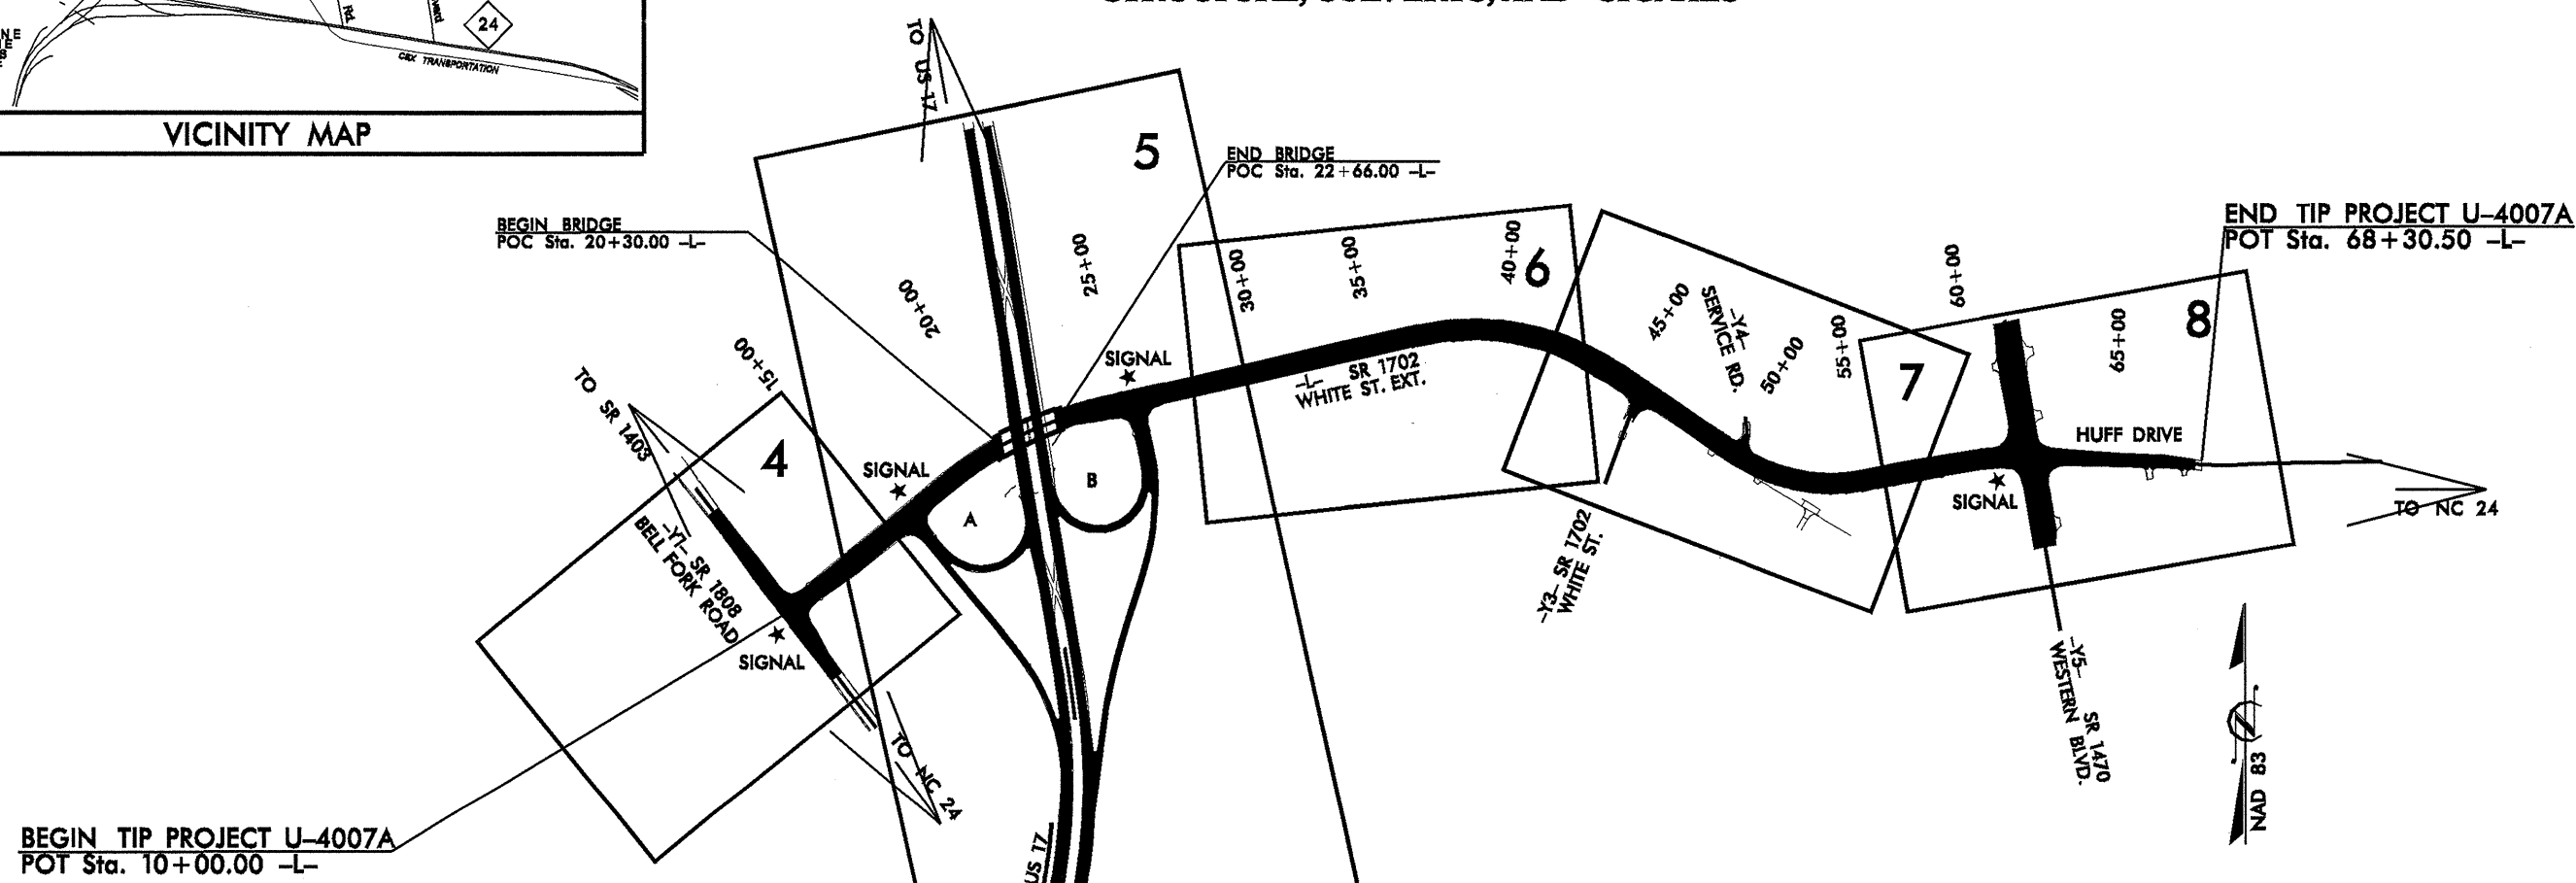 24
CSX TRANSPORTATION
Rd
VICINITY MAP
TO US 17
5
END BRIDGE
POC Sta. 22+66.00 -L-
BEGIN BRIDGE
POC Sta. 20+30.00 -L-
END TIP PROJECT U-4007A
POT Sta. 68+30.50 -L-
15+00
20+00
25+00
30+00
35+00
40+00
6
45+00
-Y4-
SERVICE RD.
50+00
55+00
7
60+00
65+00
8
TO SR 1403
4
SIGNAL
SIGNAL
-L- SR 1702
WHITE ST. EXT.
HUFF DRIVE
A
B
SIGNAL
TO NC 24
-Y1- SR 1808
BELL FORK ROAD
SIGNAL
-Y3- SR 1702
WHITE ST.
-Y5- SR 1470
WESTERN BLVD.
TO NC 24
NAD 83
US 17
BEGIN TIP PROJECT U-4007A
POT Sta. 10+00.00 -L-